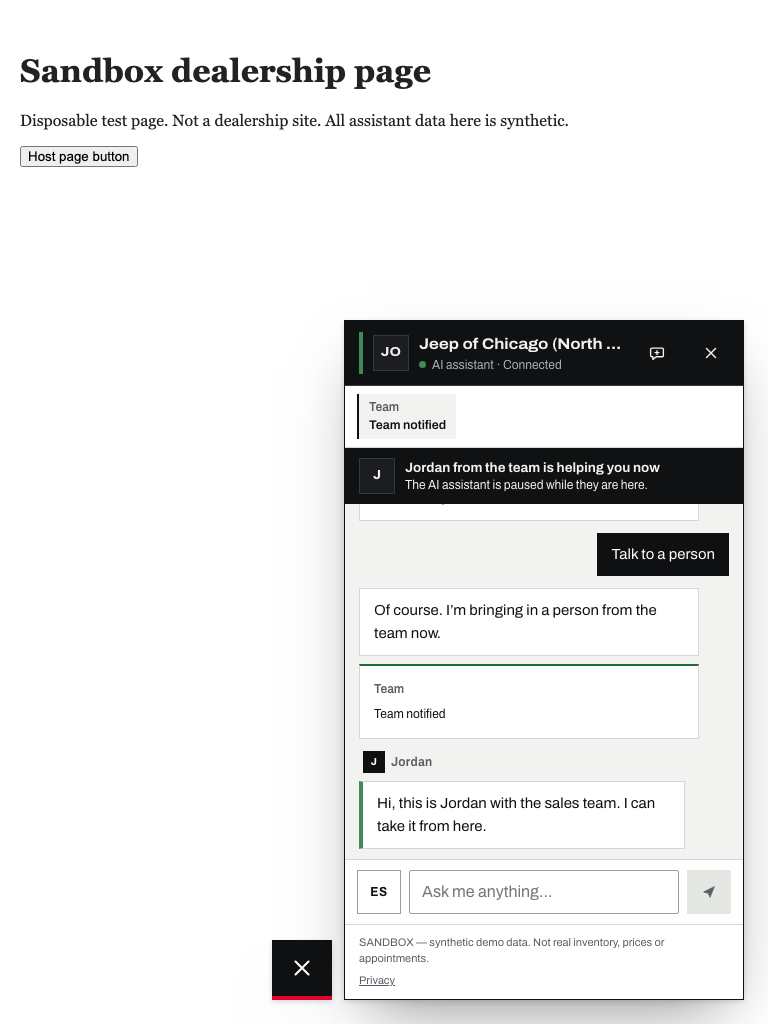 Sandbox dealership page
Disposable test page. Not a dealership site. All assistant data here is synthetic.
Host page button
JO
Jeep of Chicago (North ...
AI assistant · Connected
Team
Team notified
J
Jordan from the team is helping you now
The AI assistant is paused while they are here.
Talk to a person
Of course. I’m bringing in a person from the
team now.
Team
Team notified
J Jordan
Hi, this is Jordan with the sales team. I can
take it from here.
ES
Ask me anything...
SANDBOX — synthetic demo data. Not real inventory, prices or
appointments.
Privacy